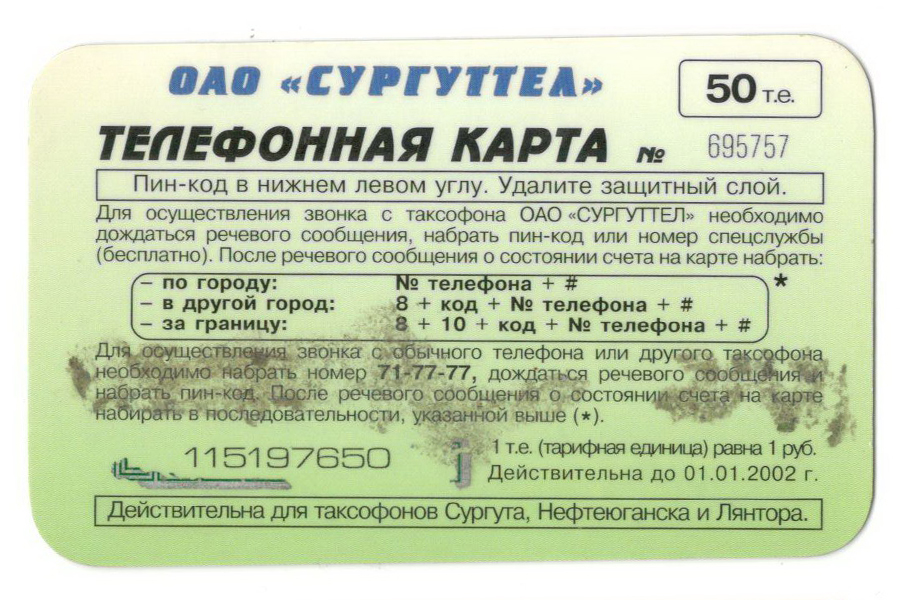 ОАО «СУРГУТТЕЛ»
50 т.е.
ТЕЛЕФОННАЯ КАРТА № 695757
Пин-код в нижнем левом углу. Удалите защитный слой.
Для осуществления звонка с таксофона ОАО «СУРГУТТЕЛ» необходимо
дождаться речевого сообщения, набрать пин-код или номер спецслужбы
(бесплатно). После речевого сообщения о состоянии счета на карте набрать:
– по городу: № телефона + # *
– в другой город: 8 + код + № телефона + #
– за границу: 8 + 10 + код + № телефона + #
Для осуществления звонка с обычного телефона или другого таксофона
необходимо набрать номер 71-77-77, дождаться речевого сообщения и
набрать пин-код. После речевого сообщения о состоянии счета на карте
набирать в последовательности, указанной выше (*).
115197650
1 т.е. (тарифная единица) равна 1 руб.
Действительна до 01.01.2002 г.
Действительна для таксофонов Сургута, Нефтеюганска и Лянтора.